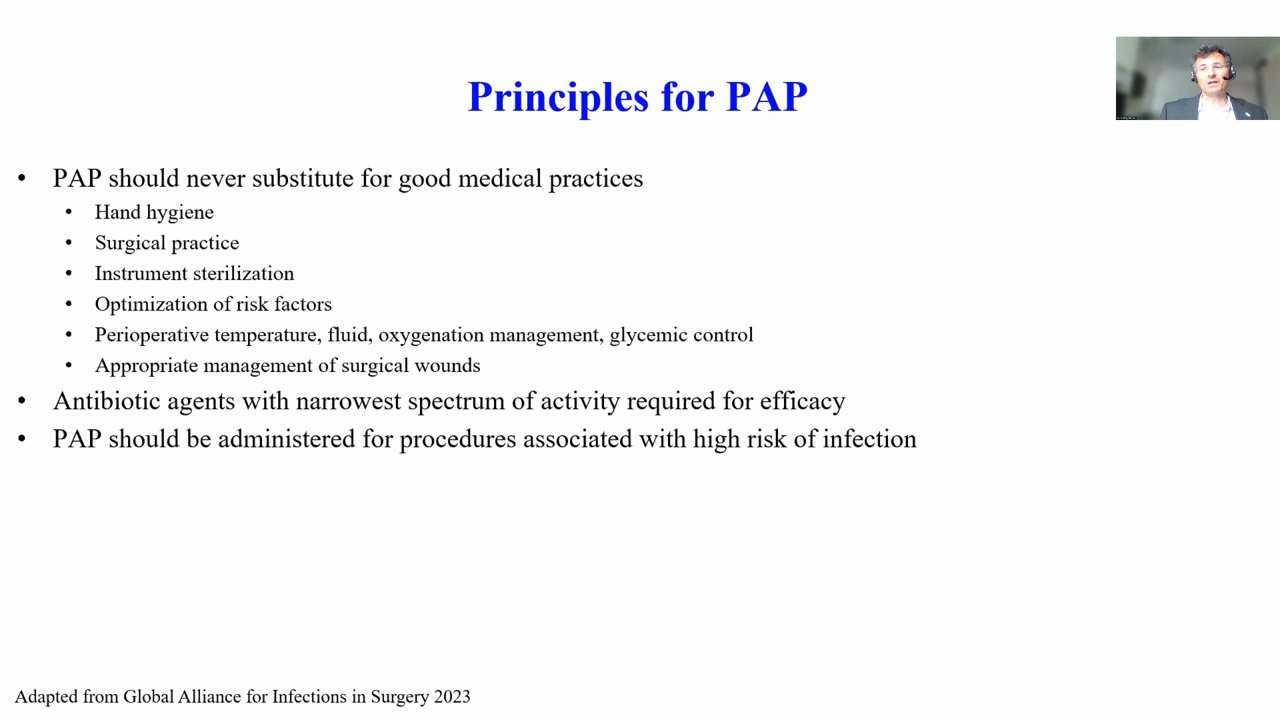 Principles for PAP
• PAP should never substitute for good medical practices
• Hand hygiene
• Surgical practice
• Instrument sterilization
• Optimization of risk factors
• Perioperative temperature, fluid, oxygenation management, glycemic control
• Appropriate management of surgical wounds
• Antibiotic agents with narrowest spectrum of activity required for efficacy
• PAP should be administered for procedures associated with high risk of infection
Adapted from Global Alliance for Infections in Surgery 2023